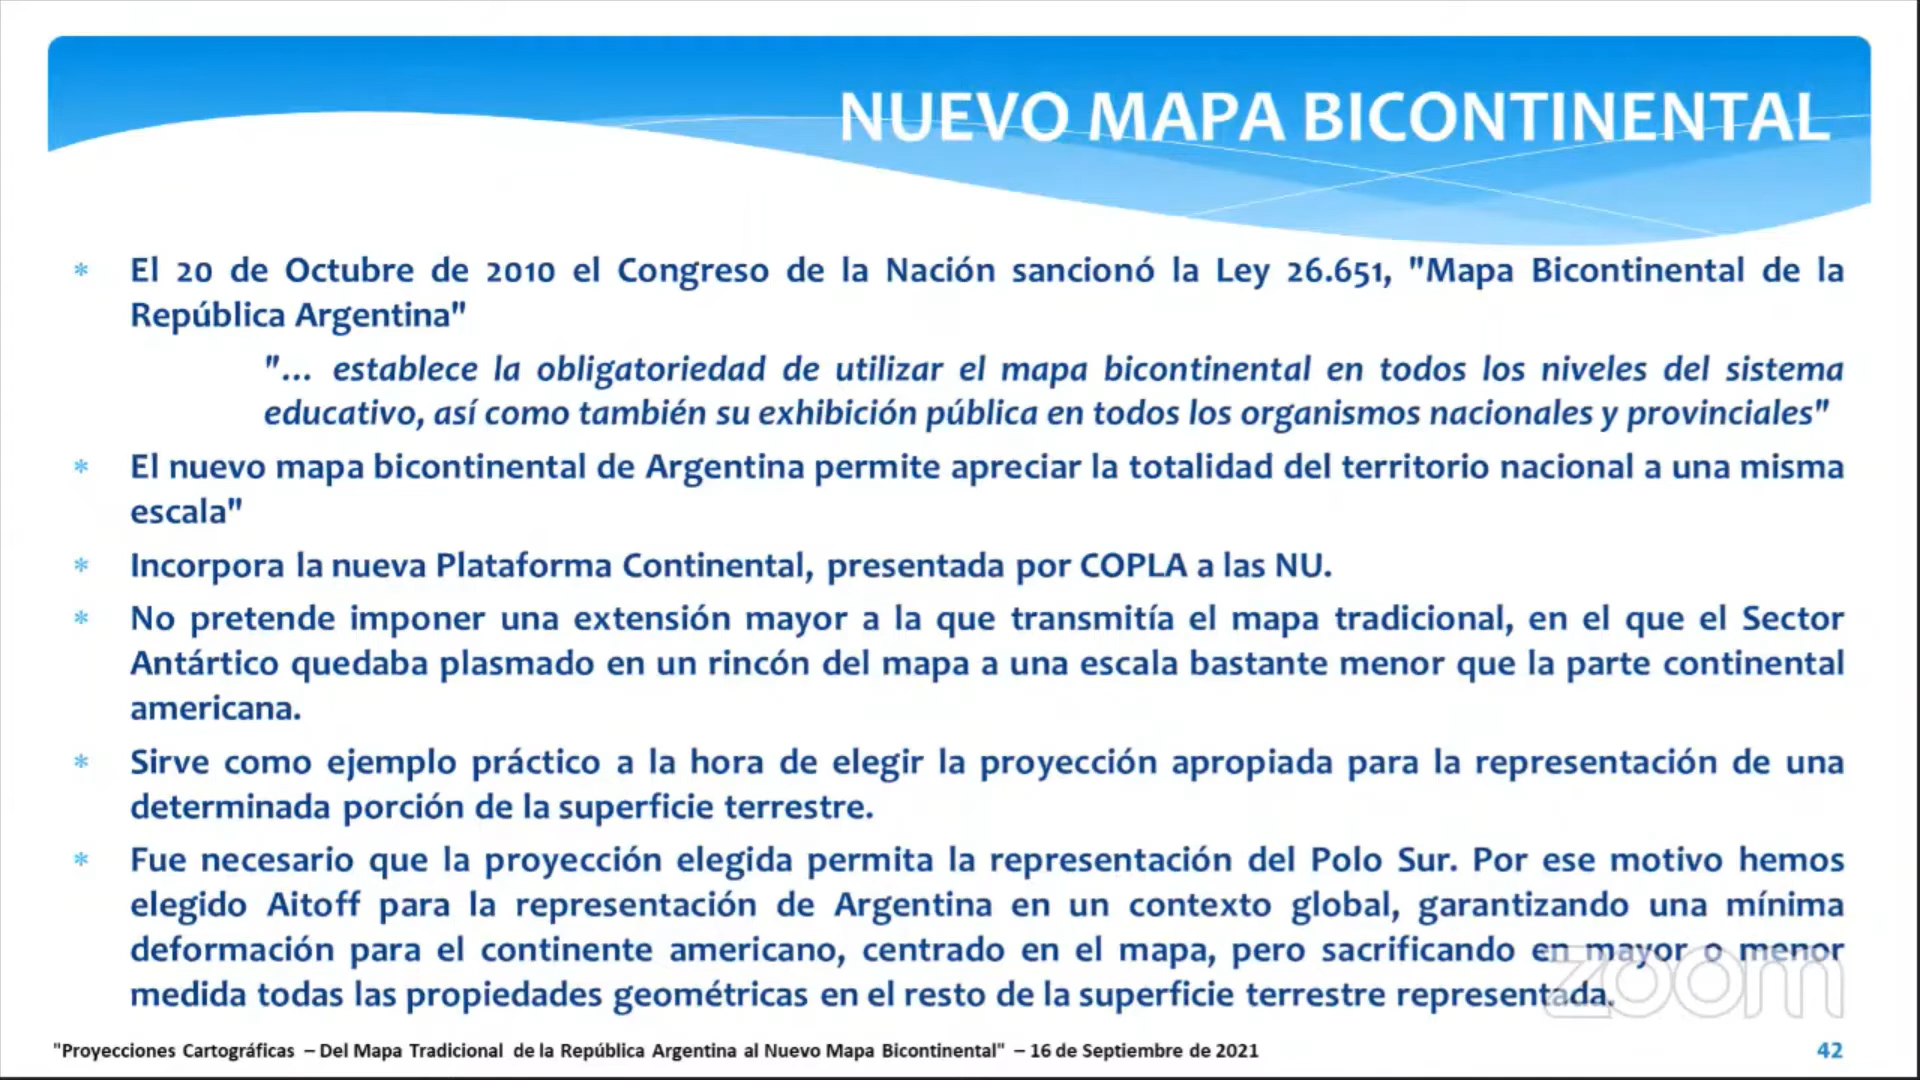 NUEVO MAPA BICONTINENTAL
* El 20 de Octubre de 2010 el Congreso de la Nación sancionó la Ley 26.651, "Mapa Bicontinental de la
República Argentina"
"... establece la obligatoriedad de utilizar el mapa bicontinental en todos los niveles del sistema
educativo, así como también su exhibición pública en todos los organismos nacionales y provinciales"
* El nuevo mapa bicontinental de Argentina permite apreciar la totalidad del territorio nacional a una misma
escala"
* Incorpora la nueva Plataforma Continental, presentada por COPLA a las NU.
* No pretende imponer una extensión mayor a la que transmitía el mapa tradicional, en el que el Sector
Antártico quedaba plasmado en un rincón del mapa a una escala bastante menor que la parte continental
americana.
* Sirve como ejemplo práctico a la hora de elegir la proyección apropiada para la representación de una
determinada porción de la superficie terrestre.
* Fue necesario que la proyección elegida permita la representación del Polo Sur. Por ese motivo hemos
elegido Aitoff para la representación de Argentina en un contexto global, garantizando una mínima
deformación para el continente americano, centrado en el mapa, pero sacrificando en mayor o menor
medida todas las propiedades geométricas en el resto de la superficie terrestre representada.
zoom
"Proyecciones Cartográficas – Del Mapa Tradicional de la República Argentina al Nuevo Mapa Bicontinental" – 16 de Septiembre de 2021
42